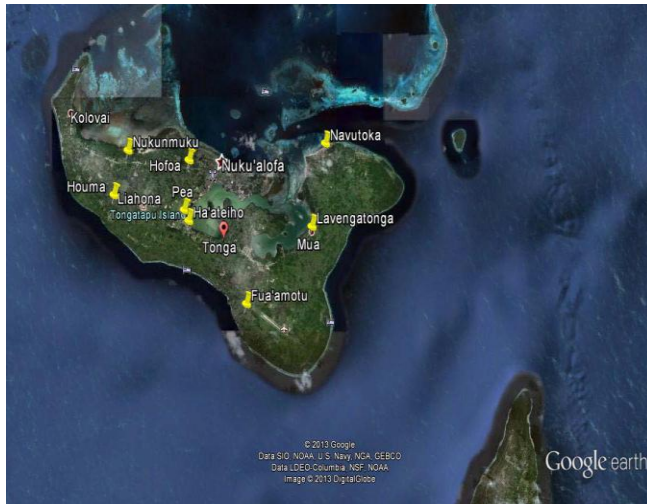 Kolovai
Nukunmuku
Navutoka
Hofoa
Nuku'alofa
Houma
Liahona
Pea
Tongatapu Island
Ha'ateiho
Lavengatonga
Mua
Tonga
Fua'amotu
© 2013 Google
Data SIO, NOAA, U.S. Navy, NGA, GEBCO
Data LDEO-Columbia, NSF, NOAA
Image © 2013 DigitalGlobe
Google earth